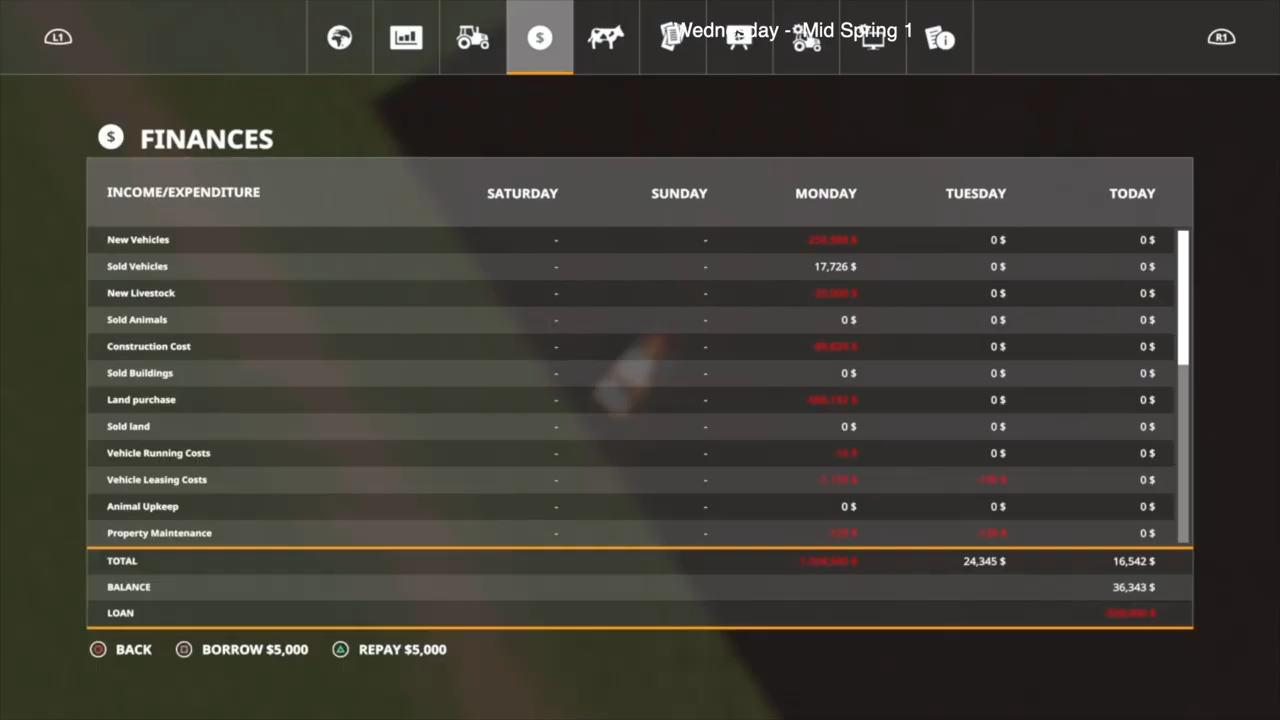 L1
Wednesday - Mid Spring 1
R1
$ FINANCES
INCOME/EXPENDITURE SATURDAY SUNDAY MONDAY TUESDAY TODAY
New Vehicles - - 0 $ 0 $
Sold Vehicles - - 17,726 $ 0 $ 0 $
New Livestock - - 0 $ 0 $
Sold Animals - - 0 $ 0 $ 0 $
Construction Cost - - 0 $ 0 $
Sold Buildings - - 0 $ 0 $ 0 $
Land purchase - - 0 $ 0 $
Sold land - - 0 $ 0 $ 0 $
Vehicle Running Costs - - 0 $ 0 $
Vehicle Leasing Costs - - 0 $
Animal Upkeep - - 0 $ 0 $ 0 $
Property Maintenance - - 0 $
TOTAL 24,345 $ 16,542 $
BALANCE 36,343 $
LOAN
BACK BORROW $5,000 REPAY $5,000